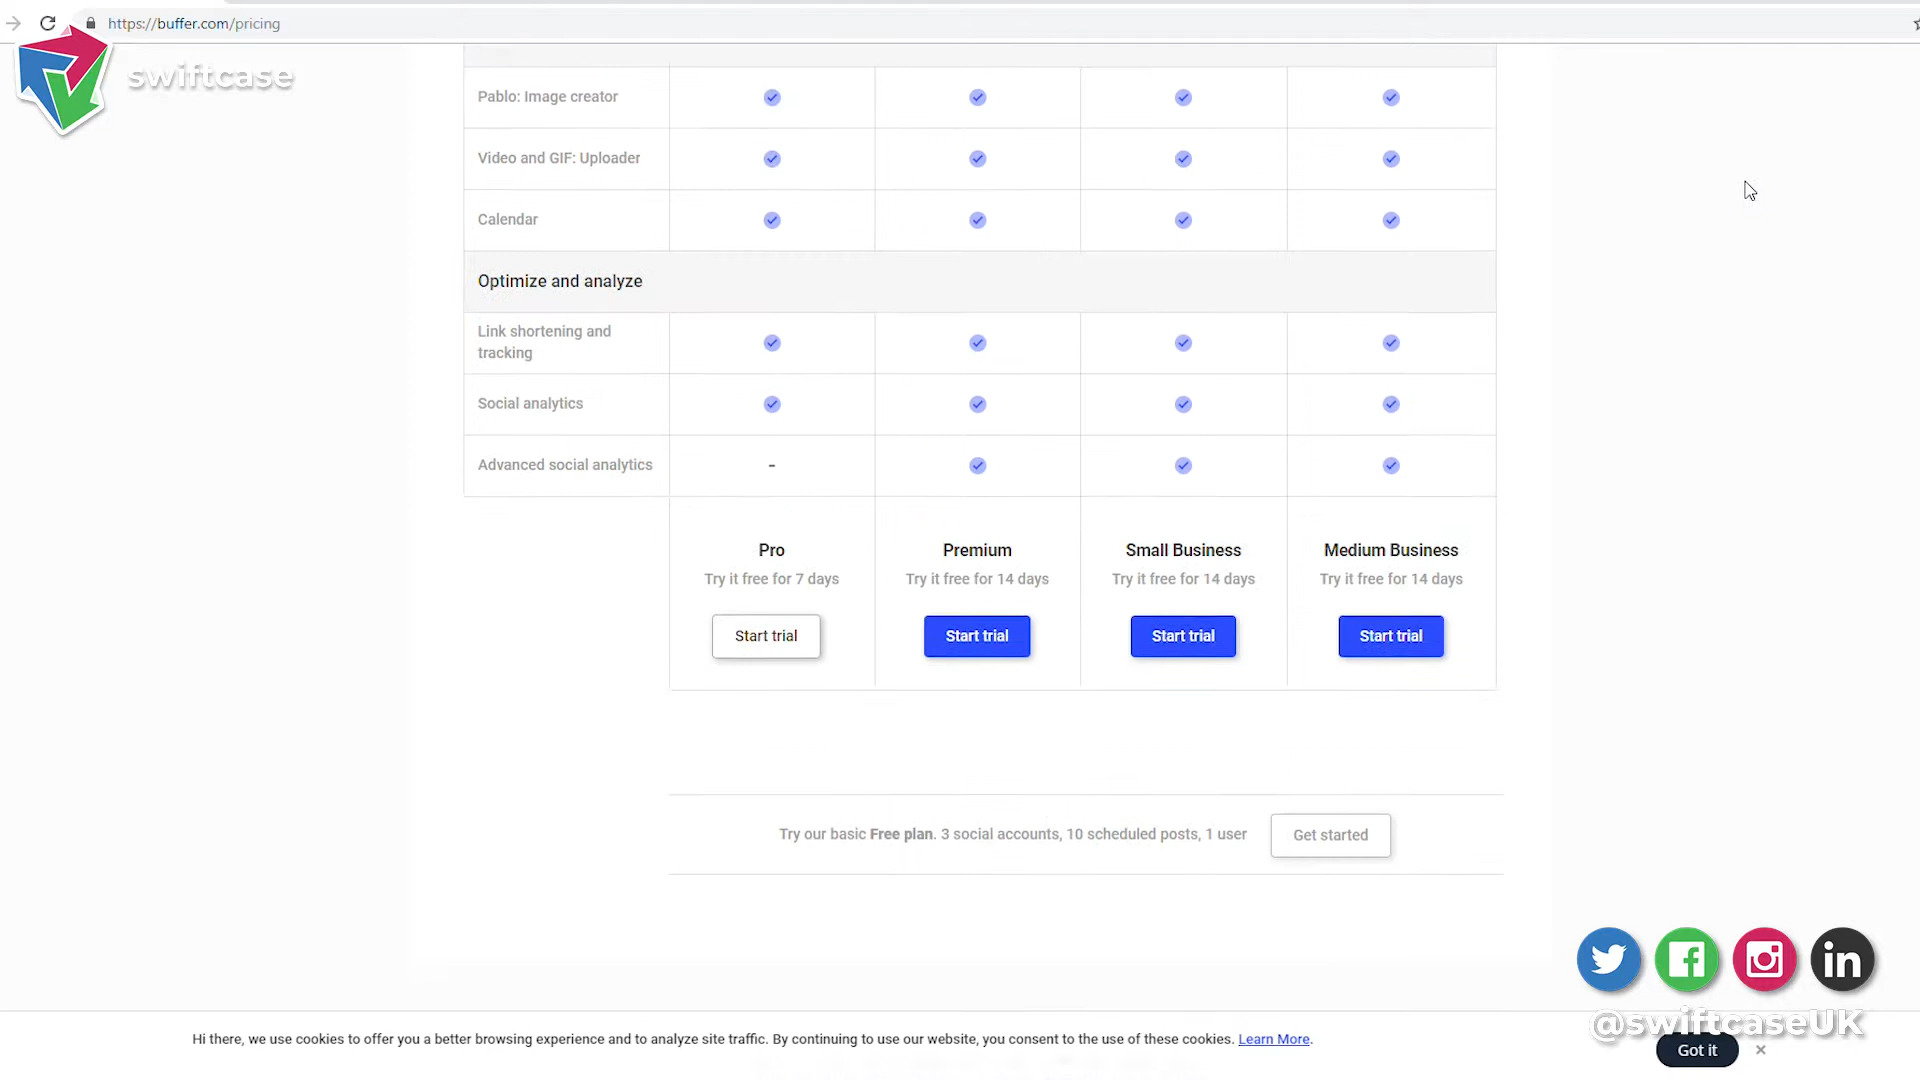 https://buffer.com/pricing
swiftcase
Pablo: Image creator
Video and GIF: Uploader
Calendar
Optimize and analyze
Link shortening and
tracking
Social analytics
Advanced social analytics
-
Pro
Premium
Small Business
Medium Business
Try it free for 7 days
Try it free for 14 days
Try it free for 14 days
Try it free for 14 days
Start trial
Start trial
Start trial
Start trial
Try our basic Free plan. 3 social accounts, 10 scheduled posts, 1 user
Get started
in
@swiftcaseUK
Hi there, we use cookies to offer you a better browsing experience and to analyze site traffic. By continuing to use our website, you consent to the use of these cookies. Learn More.
Got it